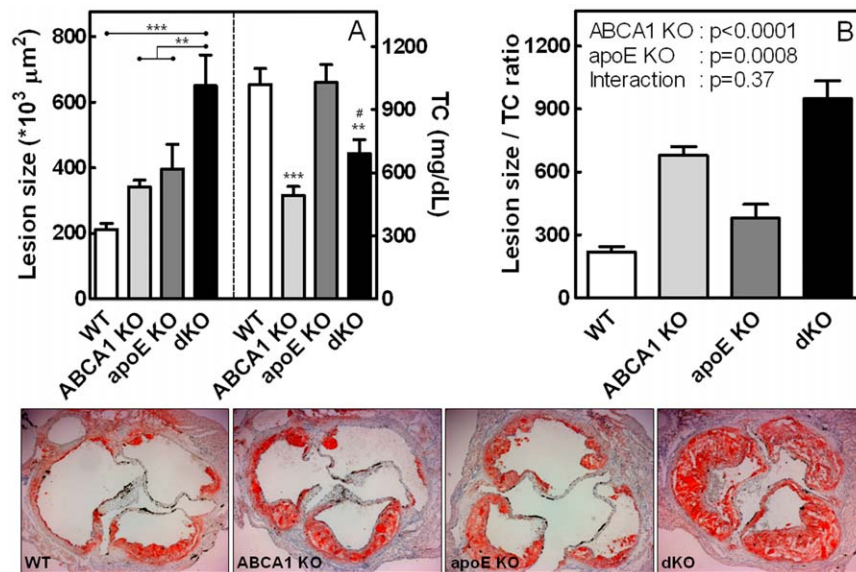 A
Lesion size (*10³ μm²)
800
600
400
200
0
***
**
WT
ABCA1 KO
apoE KO
dKO
***
#
**
WT
ABCA1 KO
apoE KO
dKO
1200
900
600
300
0
TC (mg/dL)
B
Lesion size / TC ratio
1200
900
600
300
0
ABCA1 KO : p<0.0001
apoE KO : p=0.0008
Interaction : p=0.37
WT
ABCA1 KO
apoE KO
dKO
WT
ABCA1 KO
apoE KO
dKO